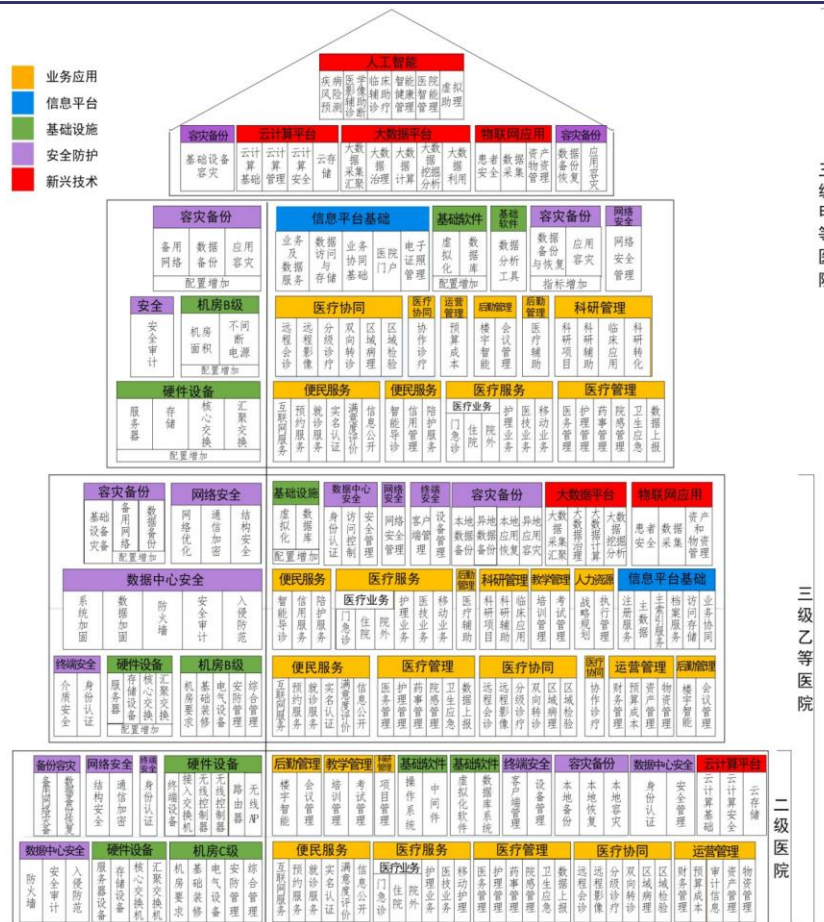 业务应用
信息平台
基础设施
安全防护
新兴技术
人工智能
疾病风险预测 医学影像辅助诊断 临床辅助诊疗 智能健康管理 医院智能管理 虚拟助理
容灾备份 云计算平台 大数据平台 物联网应用 容灾备份
基础设备容灾 云计算基础 云计算管理 云计算安全 云存储 大数据采集汇聚 大数据治理 大数据计算 大数据挖掘分析 大数据利用 患者安全 数据采集 资产物资管理 数据备份恢复 应用容灾
容灾备份 信息平台基础 基础软件 基础软件 容灾备份 网络安全
备用网络 数据备份 应用容灾 业务及数据服务 数据访问与存储 业务协同基础 医院门户 电子证照管理 虚拟化 数据库 数据分析工具 数据备份与恢复 应用容灾 网络安全管理
配置增加 配置增加 指标增加
安全 机房B级 医疗协同 医疗协同 运营管理 后勤管理 后勤管理 科研管理
安全审计 机房面积 不间断电源 远程会诊 远程影像 分级诊疗 双向转诊 区域病理 区域检验 协作诊疗 预算成本 楼宇智能 会议管理 医疗辅助 科研项目 科研辅助 临床应用 科研转化
配置增加
硬件设备 便民服务 便民服务 医疗服务 医疗管理
服务器 存储 核心交换 汇聚交换 互联网服务 预约服务 就诊服务 实名认证 满意度评价 信息公开 智能导诊 信用管理 陪护服务 医疗业务 门急诊 住院 院外 护理业务 医技业务 移动业务 医务管理 护理管理 药事管理 院感管理 卫生应急 数据上报
配置增加
容灾备份 网络安全 基础设施 数据中心安全 网络安全 终端安全 容灾备份 大数据平台 物联网应用
基础设备灾备 备用网络 数据备份 网络优化 通信加密 结构安全 虚拟化 数据库 身份认证 访问控制 安全管理 网络安全管理 客户端管理 设备管理 本地数据备份 异地数据备份 本地应用恢复 异地应用容灾 大数据采集汇聚 大数据治理 大数据计算 大数据挖掘分析 患者安全 数据采集 资产和物资管理
配置增加 配置增加
数据中心安全 便民服务 医疗服务 后勤管理 科研管理 教学管理 人力资源 信息平台基础
系统加固 数据加固 防火墙 安全审计 入侵防范 智能导诊 信用服务 陪护服务 医疗业务 门急诊 住院 院外 护理业务 医技业务 移动业务 医疗辅助 科研项目 科研辅助 临床应用 培训管理 考试管理 战略规划 执行管理 注册服务 主数据 主索引服务 档案服务 访问存储 业务协同
终端安全 硬件设备 机房B级 便民服务 医疗管理 医疗协同 医疗协同 运营管理 后勤管理
介质安全 身份认证 服务器 存储设备 核心交换 汇聚交换 机房要求 基础装修 电气设备 安防管理 综合管理 互联网服务 预约服务 就诊服务 实名认证 满意度评价 信息公开 医务管理 护理管理 药事管理 院感管理 卫生应急 数据上报 远程会诊 远程影像 分级诊疗 双向转诊 区域病理 区域检验 协作诊疗 财务管理 预算成本 资产管理 物资管理 楼宇智能 会议管理
配置增加
三级乙等医院
备份容灾 网络安全 终端安全 硬件设备 后勤管理 教学管理 基础软件 基础软件 终端安全 容灾备份 数据中心安全 云计算平台
备用网络设备 数据备份恢复 结构安全 通信加密 身份认证 终端设备 接入交换机 无线控制器 无线控制器 路由器 无线AP 楼宇智能 会议管理 培训管理 考试管理 项目管理 操作系统 中间件 虚拟化软件 数据库系统 客户端管理 设备管理 本地备份 本地恢复 本地容灾 身份认证 安全管理 云计算基础 云计算安全 云存储
数据中心安全 硬件设备 机房C级 便民服务 医疗服务 医疗管理 医疗协同 运营管理
防火墙 安全审计 入侵防范 服务器设备 存储设备 汇聚交换机 机房要求 基础装修 电气设备 安防管理 综合管理 互联网服务 预约服务 就诊服务 实名认证 满意度评价 信息公开 医疗业务 门急诊 住院 院外 护理业务 医技业务 移动护理 医务管理 护理管理 药事管理 院感管理 卫生应急 数据上报 远程会诊 远程影像 分级诊疗 双向转诊 区域病理 区域检验 财务管理 预算成本 审计信息 资产管理 物资管理
二级医院